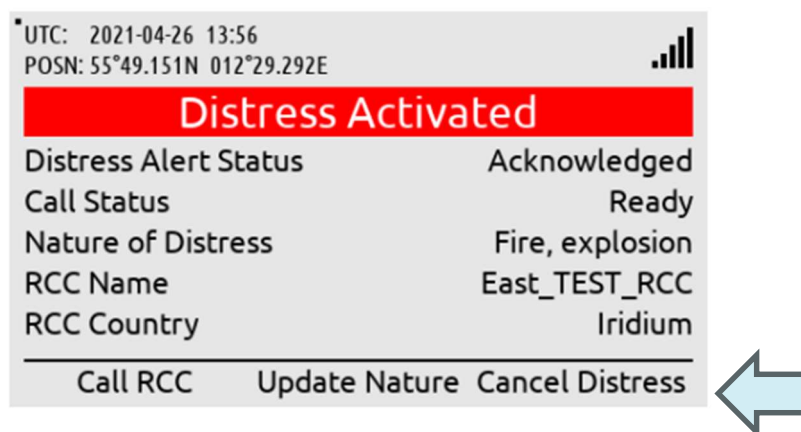 UTC: 2021-04-26 13:56
POSN: 55°49.151N 012°29.292E
Distress Activated
Distress Alert Status Acknowledged
Call Status Ready
Nature of Distress Fire, explosion
RCC Name East_TEST_RCC
RCC Country Iridium
Call RCC Update Nature Cancel Distress